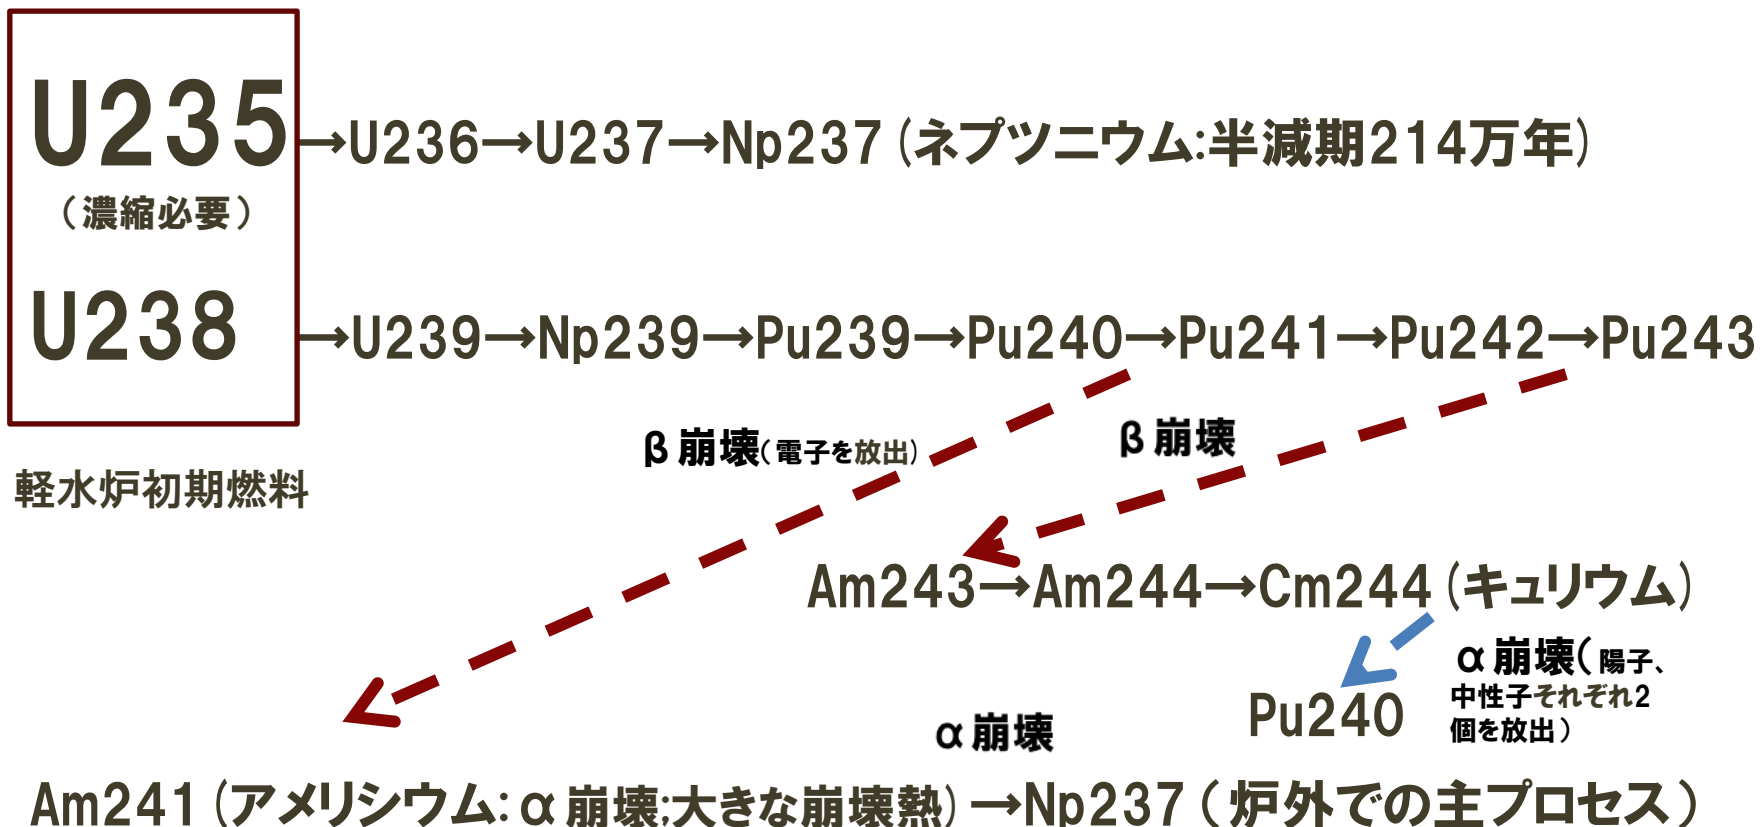 U235→U236→U237→Np237(ネプツニウム:半減期214万年)
(濃縮必要)
U238→U239→Np239→Pu239→Pu240→Pu241→Pu242→Pu243
β崩壊(電子を放出)
β崩壊
軽水炉初期燃料
Am243→Am244→Cm244(キュリウム)
α崩壊(陽子、
中性子それぞれ2
個を放出)
Pu240
α崩壊
Am241(アメリシウム:α崩壊;大きな崩壊熱)→Np237(炉外での主プロセス)